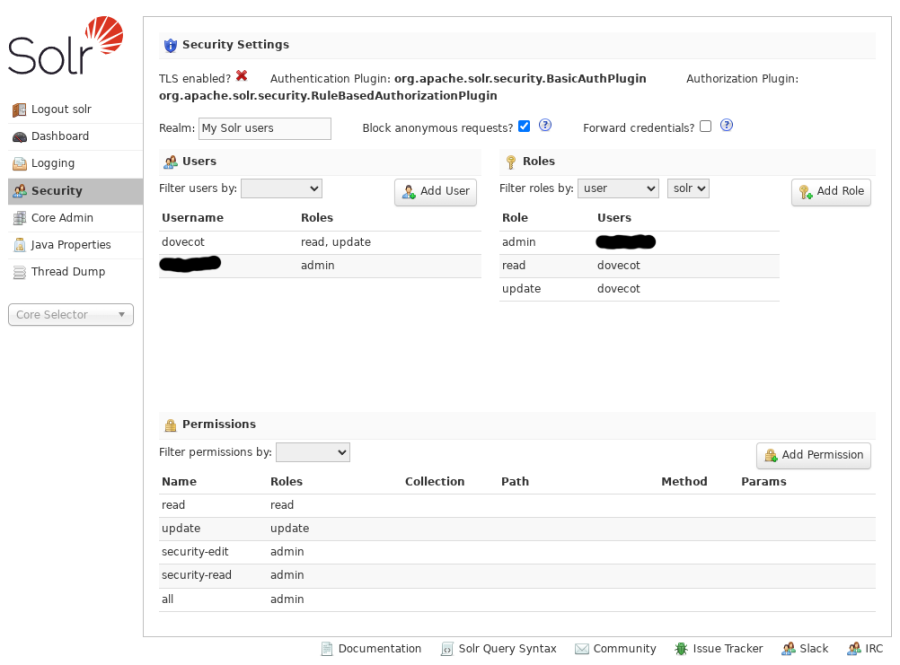 Solr
Logout solr
Dashboard
Logging
Security
Core Admin
Java Properties
Thread Dump
Core Selector
Security Settings
TLS enabled? Authentication Plugin: org.apache.solr.security.BasicAuthPlugin Authorization Plugin:
org.apache.solr.security.RuleBasedAuthorizationPlugin
Realm: My Solr users Block anonymous requests? ? Forward credentials? ?
Users
Filter users by: Add User
Username Roles
dovecot read, update
admin
Roles
Filter roles by: user solr Add Role
Role Users
admin
read dovecot
update dovecot
Permissions
Filter permissions by: Add Permission
Name Roles Collection Path Method Params
read read
update update
security-edit admin
security-read admin
all admin
Documentation Solr Query Syntax Community Issue Tracker Slack IRC